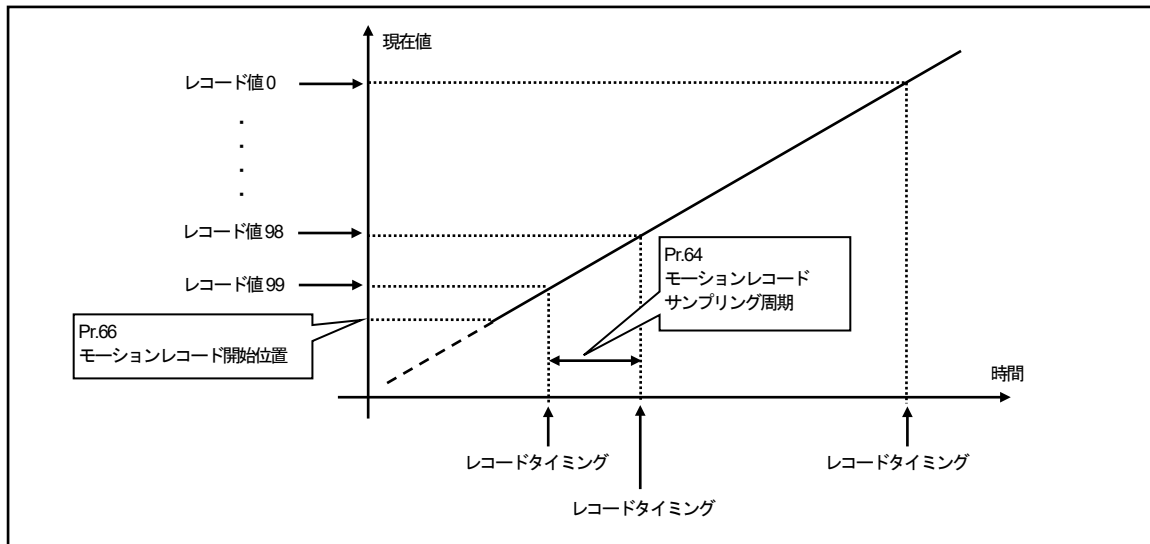 現在値
レコード値 0
レコード値 98
レコード値 99
Pr.64
モーションレコード
サンプリング周期
Pr.66
モーションレコード開始位置
時間
レコードタイミング
レコードタイミング
レコードタイミング